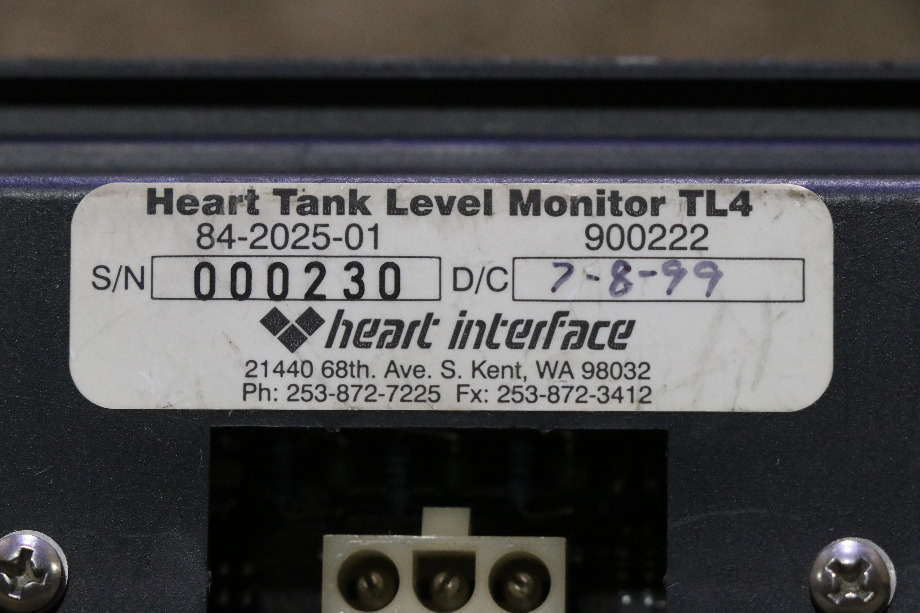 Heart Tank Level Monitor TL4
84-2025-01 900222
S/N 000230 D/C 7-8-99
heart interface
21440 68th. Ave. S. Kent, WA 98032
Ph: 253-872-7225 Fx: 253-872-3412